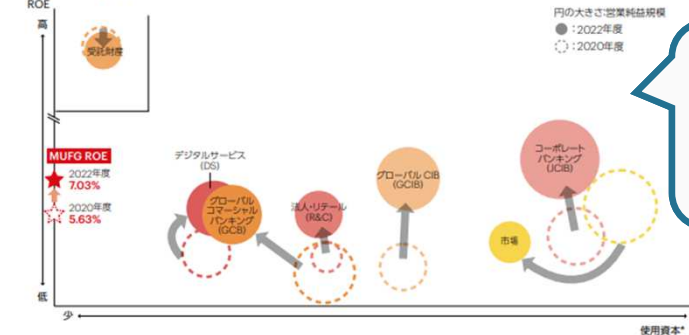 ROE
高
受託財産
円の大きさ:営業純益規模
:2022年度
:2020年度
MUFG ROE
2022年度
7.03%
2020年度
5.63%
デジタルサービス
(DS)
グローバル
コマーシャル
バンキング
(GCB)
法人・リテール
(R&C)
グローバル CIB
(GCIB)
コーポレート
バンキング
(JCIB)
市場
低
少
使用資本*